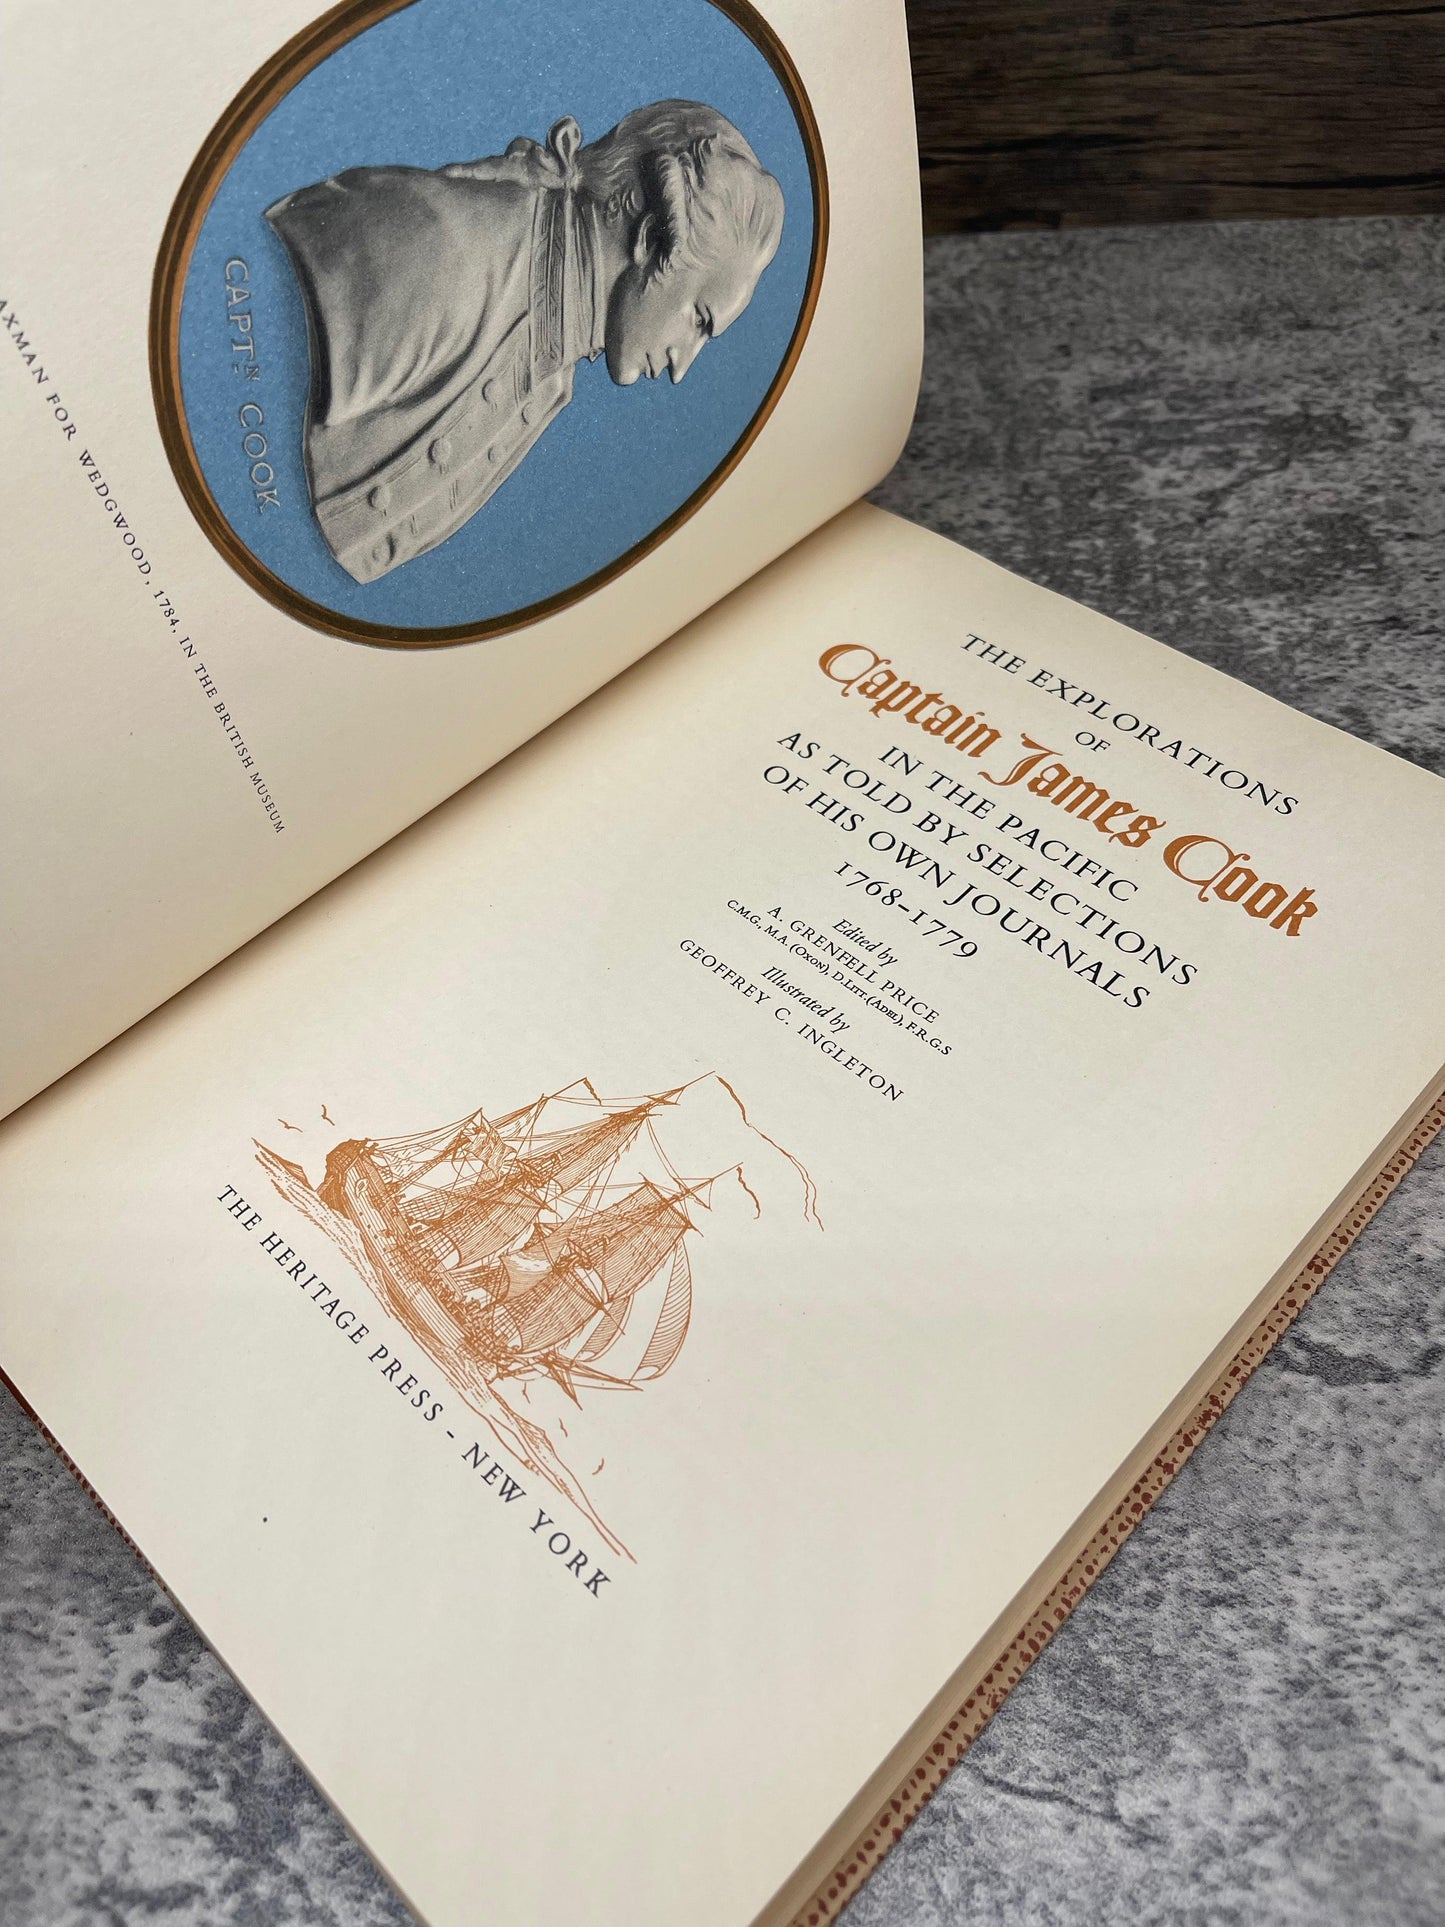 CAPTN COOK
FOR WEDGWOOD, 1784, IN THE BRITISH MUSEUM
THE EXPLORATIONS
OF
Captain James Cook
IN THE PACIFIC
AS TOLD BY SELECTIONS
OF HIS OWN JOURNALS
1768-1779
Edited by
A. GRENFELL PRICE
C.M.G., M.A. (OXON), D.LITT.(ADEL), F.R.G.S
Illustrated by
GEOFFREY C. INGLETON
THE HERITAGE PRESS - NEW YORK